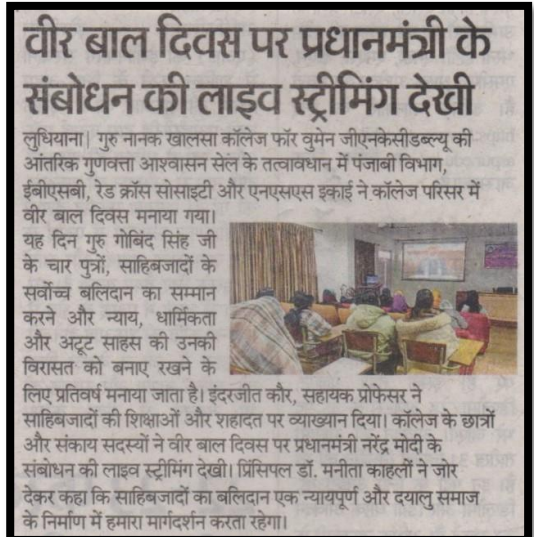 वीर बाल दिवस पर प्रधानमंत्री के
संबोधन की लाइव स्ट्रीमिंग देखी
लुधियाना| गुरु नानक खालसा कॉलेज फॉर वुमेन जीएनकेसीडब्ल्यू की
आंतरिक गुणवत्ता आश्वासन सेल के तत्वावधान में पंजाबी विभाग,
ईबीएसबी, रेड क्रॉस सोसाइटी और एनएसएस इकाई ने कॉलेज परिसर में
वीर बाल दिवस मनाया गया।
यह दिन गुरु गोबिंद सिंह जी
के चार पुत्रों, साहिबजादों के
सर्वोच्च बलिदान का सम्मान
करने और न्याय, धार्मिकता
और अटूट साहस की उनकी
विरासत को बनाए रखने के
लिए प्रतिवर्ष मनाया जाता है। इंदरजीत कौर, सहायक प्रोफेसर ने
साहिबजादों की शिक्षाओं और शहादत पर व्याख्यान दिया। कॉलेज के छात्रों
और संकाय सदस्यों ने वीर बाल दिवस पर प्रधानमंत्री नरेंद्र मोदी के
संबोधन की लाइव स्ट्रीमिंग देखी। प्रिंसिपल डॉ. मनीता काहलों ने जोर
देकर कहा कि साहिबजादों का बलिदान एक न्यायपूर्ण और दयालु समाज
के निर्माण में हमारा मार्गदर्शन करता रहेगा।